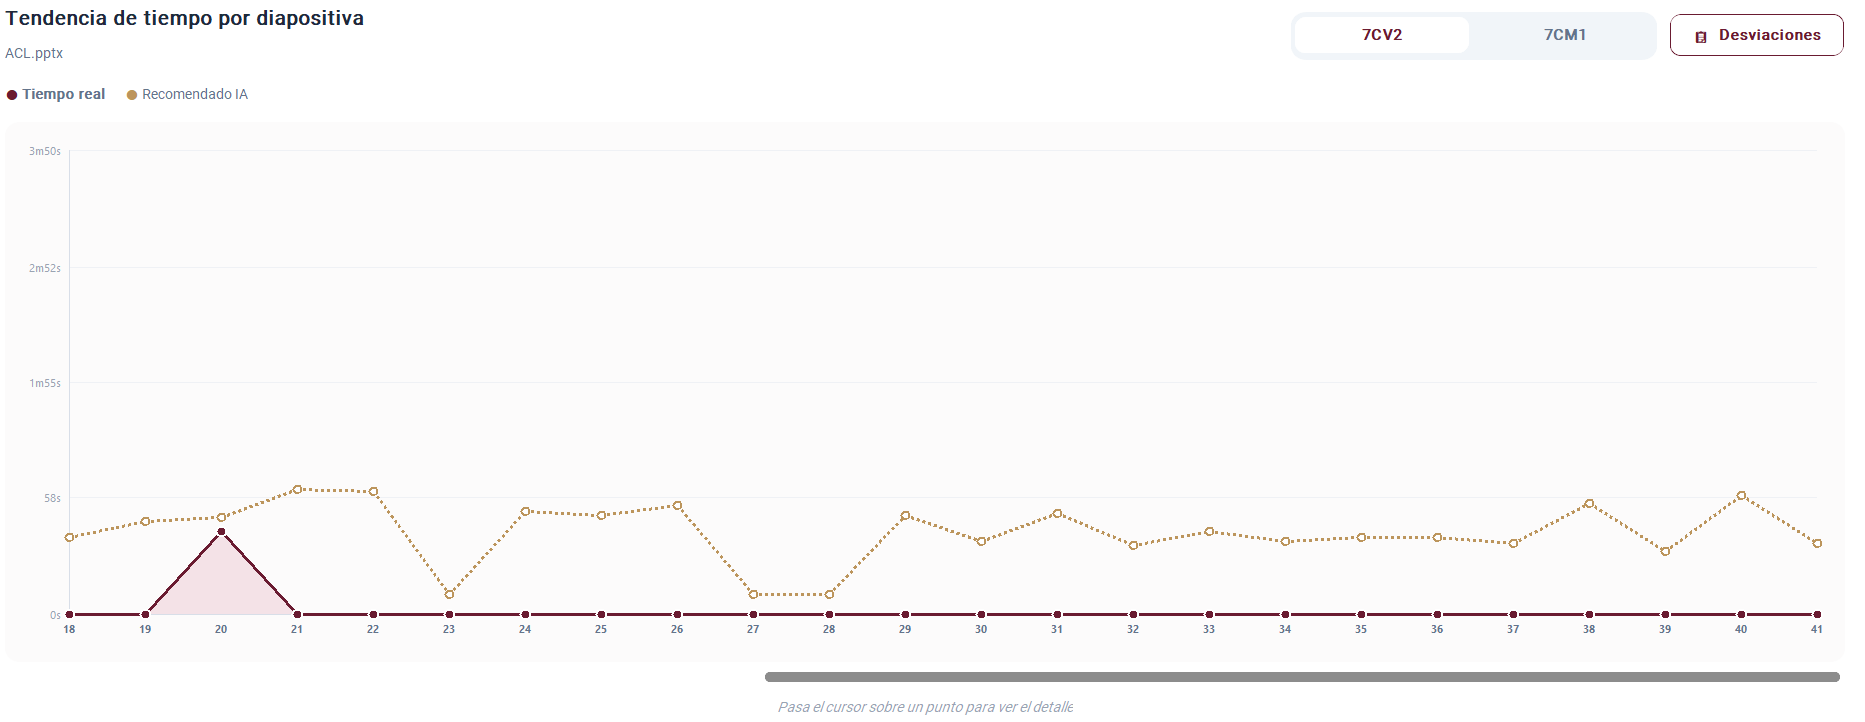 Tendencia de tiempo por diapositiva
ACL.pptx
7CV2
7CM1
Desviaciones
Tiempo real
Recomendado IA
3m50s
2m52s
1m55s
58s
0s
18 19 20 21 22 23 24 25 26 27 28 29 30 31 32 33 34 35 36 37 38 39 40 41
Pasa el cursor sobre un punto para ver el detalle